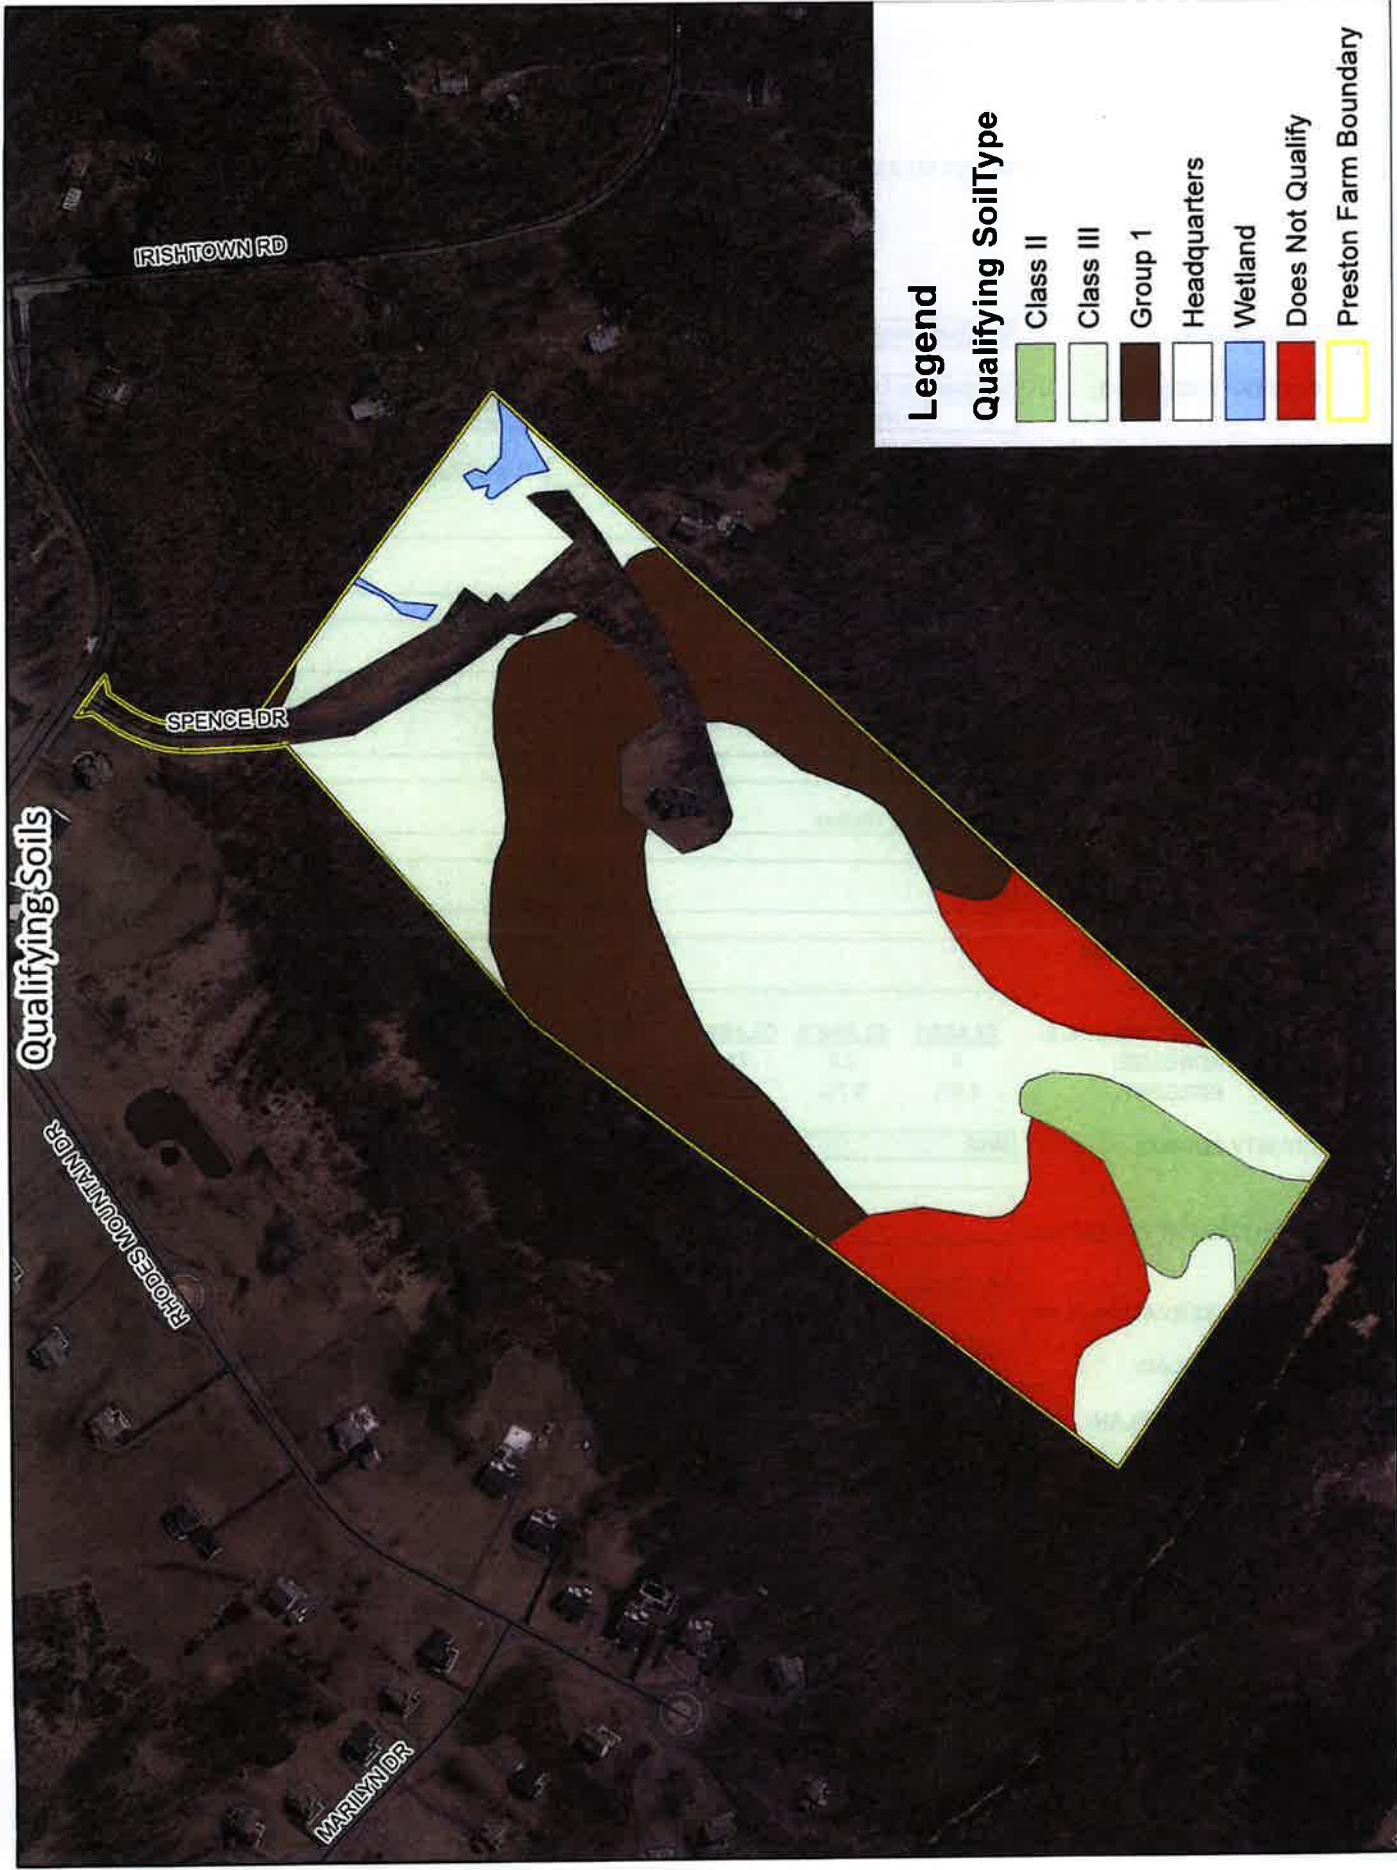 Qualifying Soils
IRISHTOWN RD
SPENCE DR
RHODES MOUNTAIN DR
MARILYN DR
Legend
Qualifying SoilType
Class II
Class III
Group 1
Headquarters
Wetland
Does Not Qualify
Preston Farm Boundary